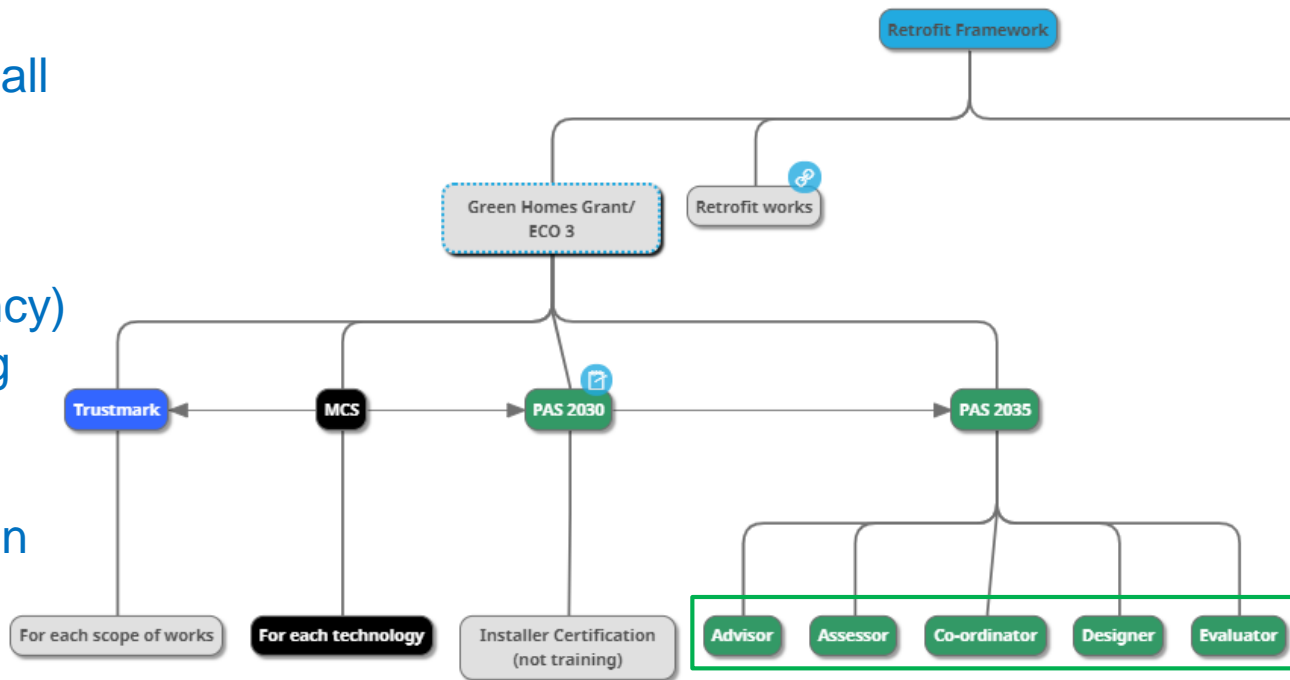 all
ncy)
g
n
Retrofit Framework
Green Homes Grant/
ECO 3
Retrofit works
Trustmark
MCS
PAS 2030
PAS 2035
For each scope of works
For each technology
Installer Certification
(not training)
Advisor
Assessor
Co-ordinator
Designer
Evaluator